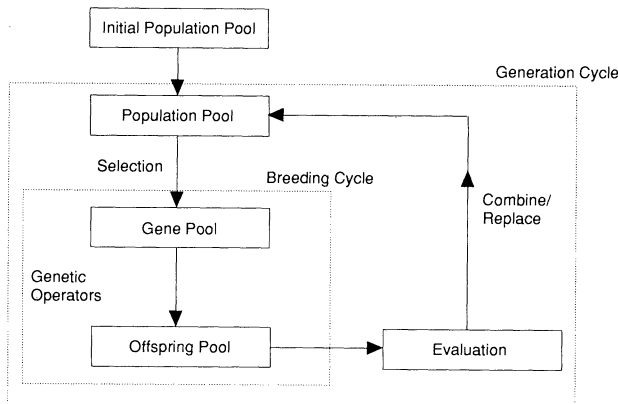 Initial Population Pool
Generation Cycle
Population Pool
Selection
Breeding Cycle
Combine/
Replace
Gene Pool
Genetic
Operators
Offspring Pool
Evaluation